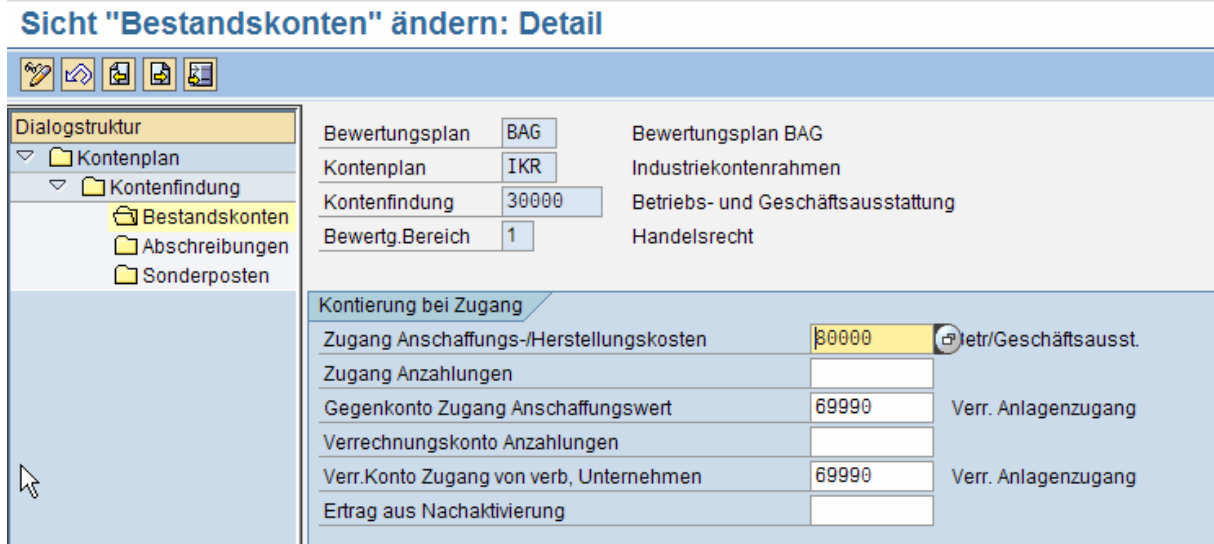 Sicht "Bestandskonten" ändern: Detail
Dialogstruktur
Kontenplan
Kontenfindung
Bestandskonten
Abschreibungen
Sonderposten
Bewertungsplan BAG Bewertungsplan BAG
Kontenplan IKR Industriekontenrahmen
Kontenfindung 30000 Betriebs- und Geschäftsausstattung
Bewertg.Bereich 1 Handelsrecht
Kontierung bei Zugang
Zugang Anschaffungs-/Herstellungskosten 80000 Betr/Geschäftsausst.
Zugang Anzahlungen
Gegenkonto Zugang Anschaffungswert 69990 Verr. Anlagenzugang
Verrechnungskonto Anzahlungen
Verr.Konto Zugang von verb, Unternehmen 69990 Verr. Anlagenzugang
Ertrag aus Nachaktivierung